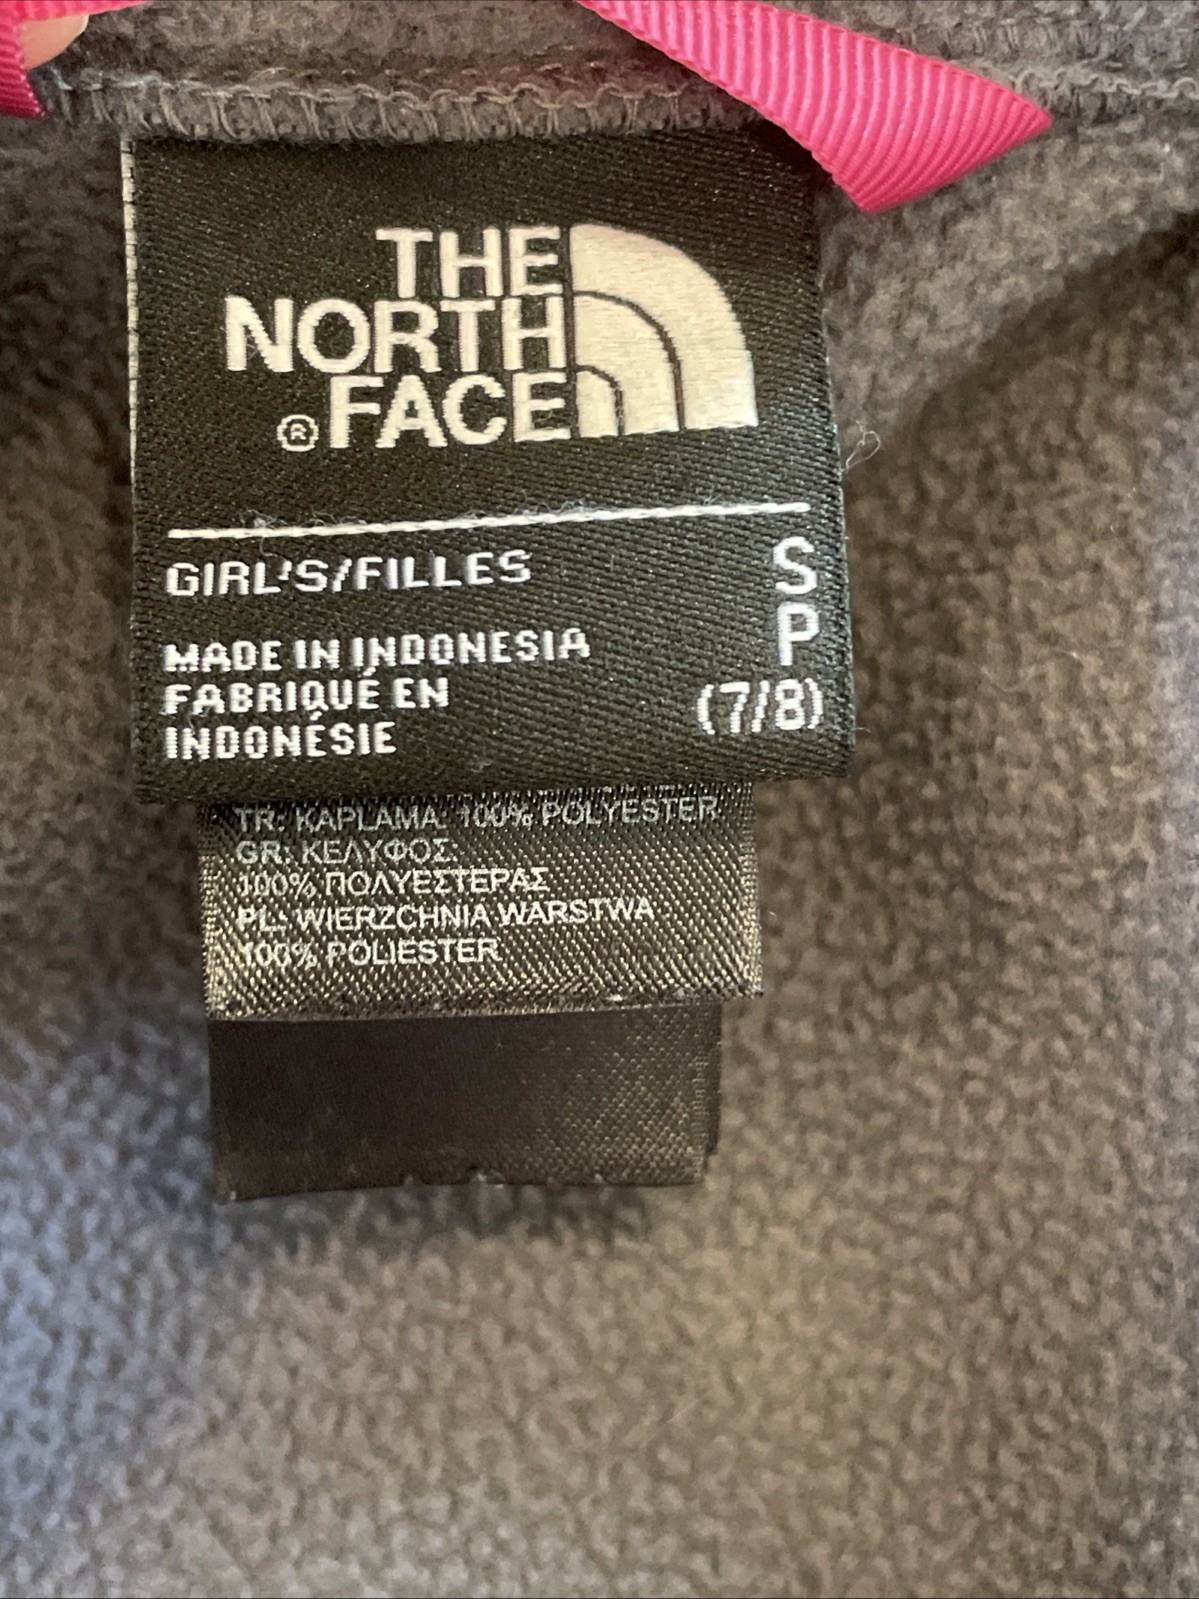 THE
NORTH
FACE
®
GIRL'S/FILLES
S
P
(7/8)
MADE IN INDONESIA
FABRIQUÉ EN
INDONÉSIE
TR: KAPLAMA: 100% POLYESTER
GR: ΚΕΛΥΦΟΣ:
100% ΠΟΛΥΕΣΤΕΡΑΣ
PL: WIERZCHNIA WARSTWA
100% POLIESTER